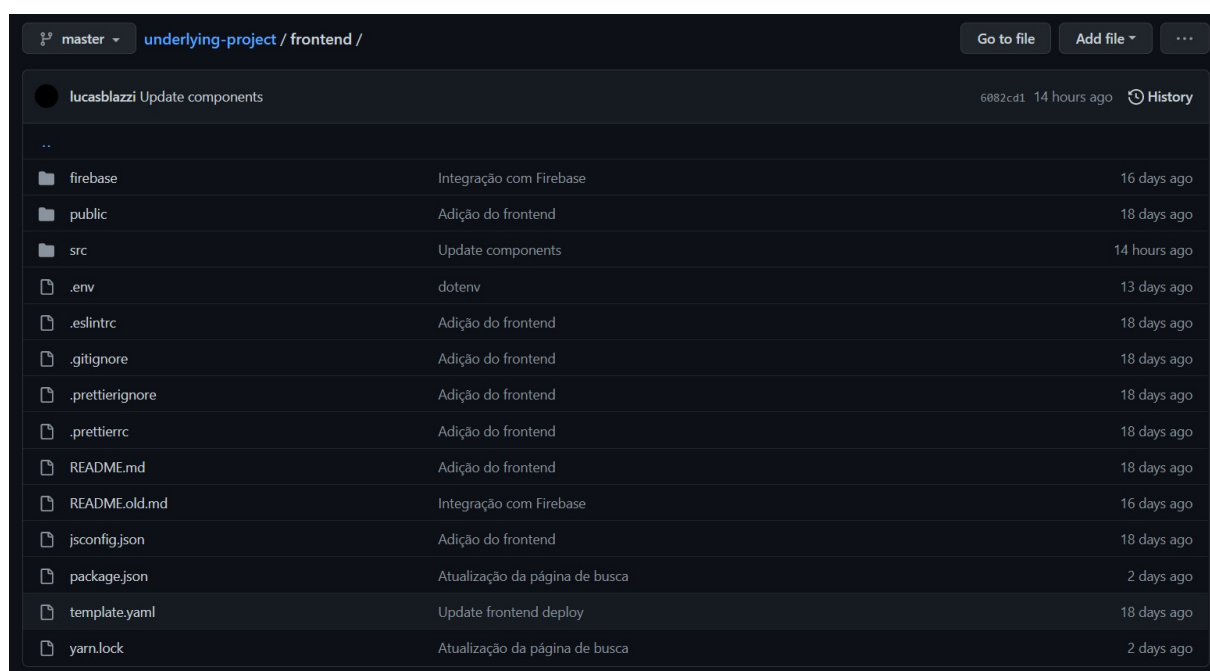 master underlying-project / frontend / Go to file Add file ...
lucasblazzi Update components 6082cd1 14 hours ago History
..
firebase Integração com Firebase 16 days ago
public Adição do frontend 18 days ago
src Update components 14 hours ago
.env dotenv 13 days ago
.eslintrc Adição do frontend 18 days ago
.gitignore Adição do frontend 18 days ago
.prettierignore Adição do frontend 18 days ago
.prettierrc Adição do frontend 18 days ago
README.md Adição do frontend 18 days ago
README.old.md Integração com Firebase 16 days ago
jsconfig.json Adição do frontend 18 days ago
package.json Atualização da página de busca 2 days ago
template.yaml Update frontend deploy 18 days ago
yarn.lock Atualização da página de busca 2 days ago